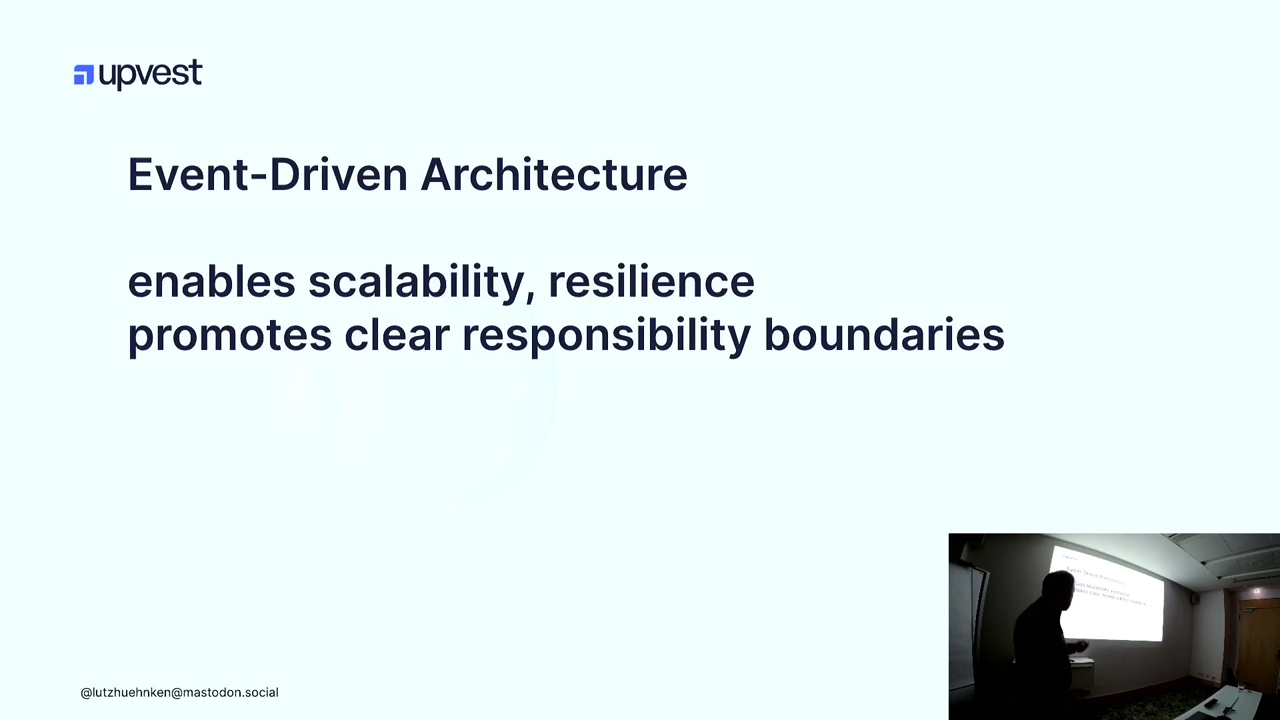 upvest
Event-Driven Architecture
enables scalability, resilience
promotes clear responsibility boundaries
@lutzhuehnken@mastodon.social